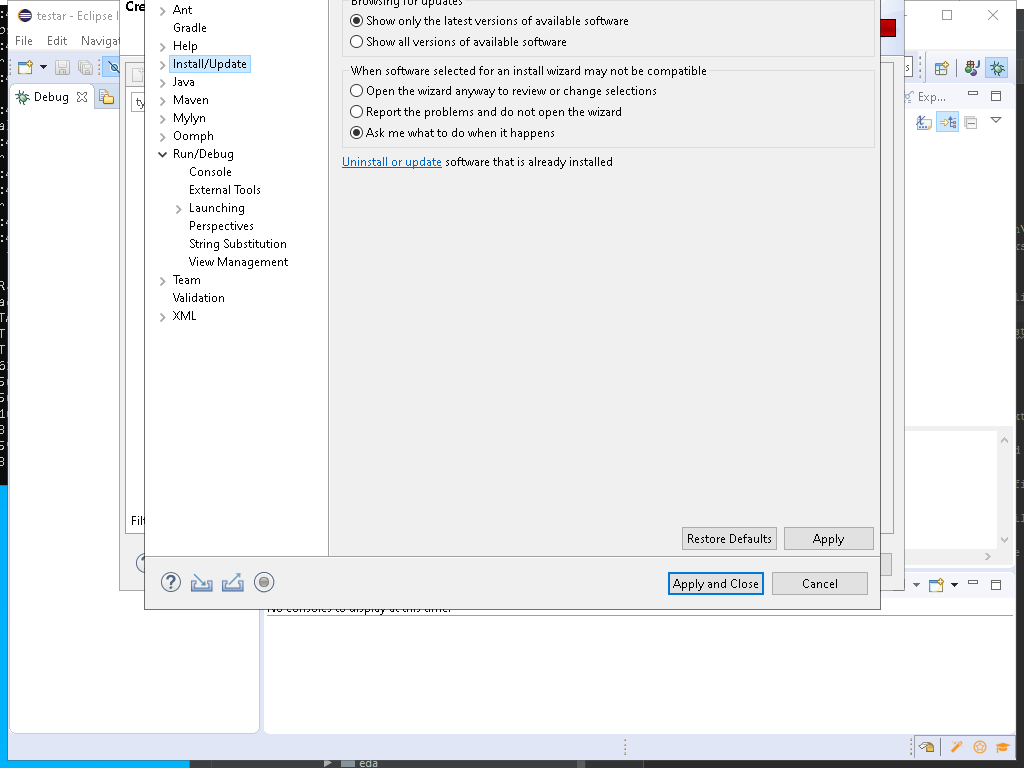 testar - Eclipse I
File Edit Navigat
Debug
Cre
Ant
Gradle
Help
Install/Update
Java
Maven
Mylyn
Oomph
Run/Debug
Console
External Tools
Launching
Perspectives
String Substitution
View Management
Team
Validation
XML
Browsing for updates
Show only the latest versions of available software
Show all versions of available software
When software selected for an install wizard may not be compatible
Open the wizard anyway to review or change selections
Report the problems and do not open the wizard
Ask me what to do when it happens
Uninstall or update software that is already installed
Restore Defaults Apply
Apply and Close Cancel
Exp...
ty
Filt
No consoles to display at this time.
eda